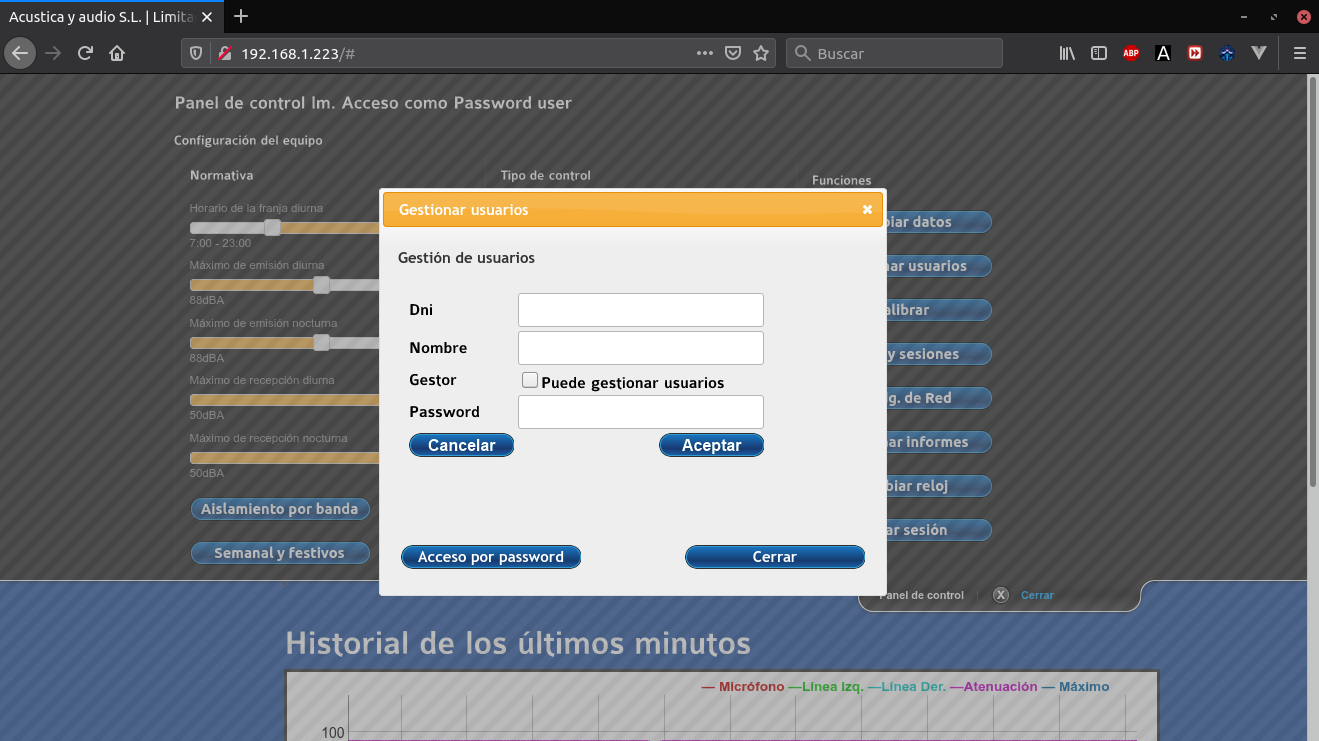 Acustica y audio S.L. | Limita
192.168.1.223/#
Buscar
ABP
A
Panel de control lm. Acceso como Password user
Configuración del equipo
Normativa
Tipo de control
Funciones
Horario de la franja diurna
7:00 - 23:00
Máximo de emisión diurna
88dBA
Máximo de emisión nocturna
88dBA
Máximo de recepción diurna
50dBA
Máximo de recepción nocturna
50dBA
Aislamiento por banda
Semanal y festivos
Gestionar usuarios
Gestión de usuarios
Dni
Nombre
Gestor
Puede gestionar usuarios
Password
Cancelar
Aceptar
Acceso por password
Cerrar
biar datos
nar usuarios
alibrar
y sesiones
g. de Red
nar informes
biar reloj
ar sesión
Panel de control
X
Cerrar
Historial de los últimos minutos
— Micrófono —Línea Izq. —Línea Der. —Atenuación — Máximo
100